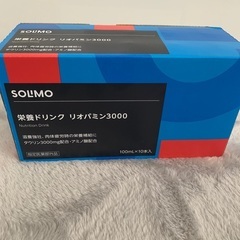 SOLIMO
栄養ドリンク リオパミン3000
Nutrition Drink
滋養強壮、肉体疲労時の栄養補給に
タウリン3000mg配合・アミノ酸配合
指定医薬部外品
100mL×10本入